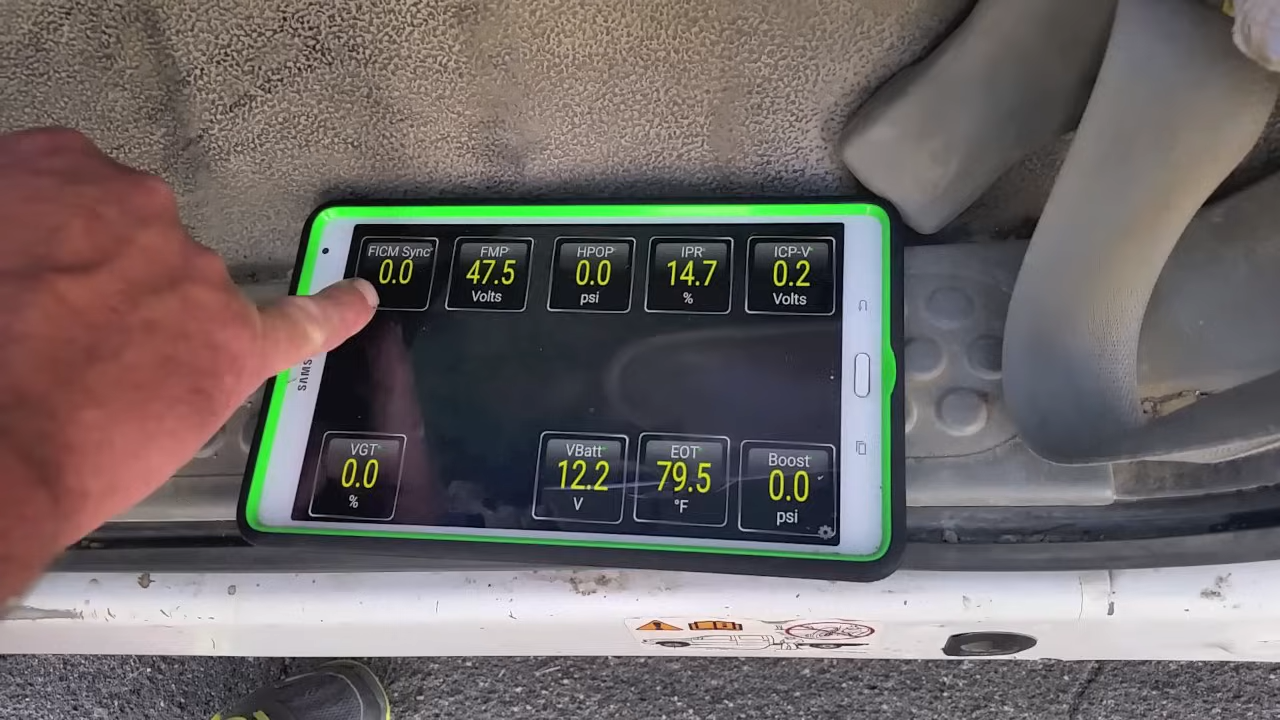 FICM Sync
0.0
FMP
47.5
Volts
HPOP
0.0
psi
IPR
14.7
%
ICP-V
0.2
Volts
SAMS
VGT
0.0
%
VBatt
12.2
V
EOT
79.5
°F
Boost
0.0
psi